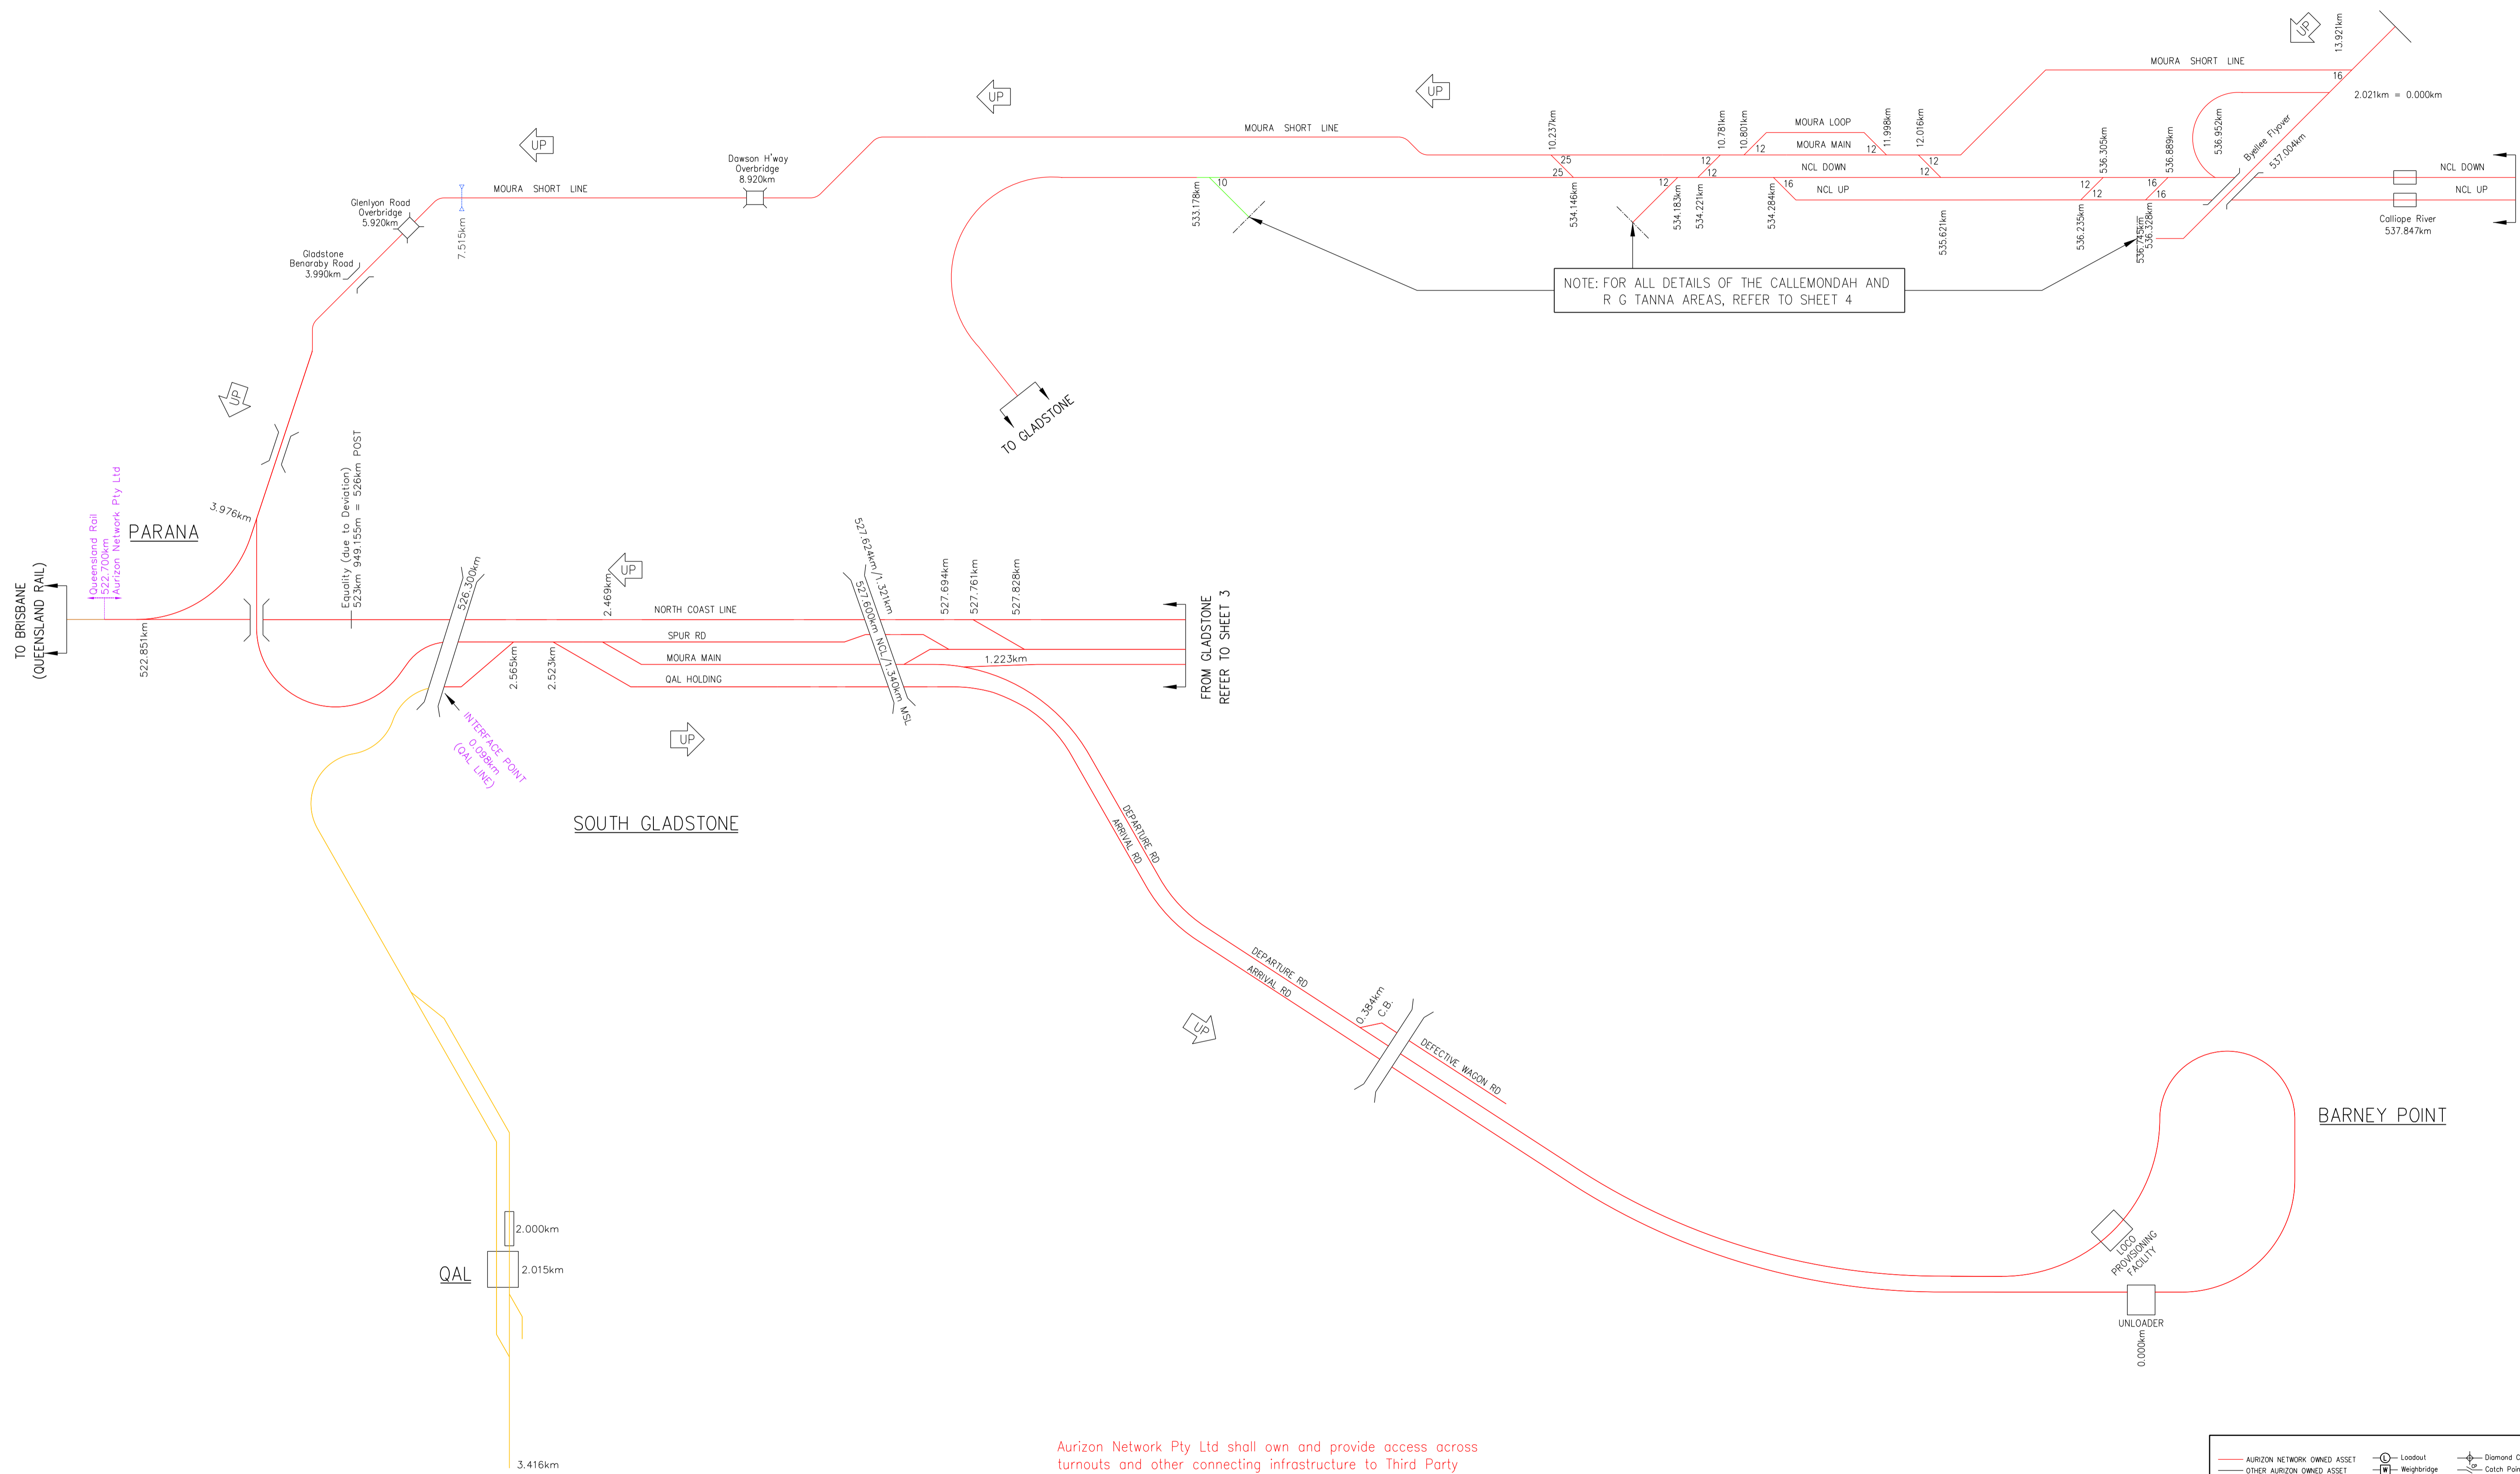 UP
13.921km
MOURA SHORT LINE
16
2.021km = 0.000km
UP
UP
MOURA SHORT LINE
10.237km
10.781km
10.801km
MOURA LOOP
11.998km
12.016km
12
MOURA MAIN
12
536.305km
536.889km
536.952km
Byellee Flyover
537.004km
UP
Dawson H'way
Overbridge
8.920km
25
25
12
12
NCL DOWN
12
12
NCL DOWN
MOURA SHORT LINE
10
12
16
NCL UP
12
12
16
16
NCL UP
Glenlyon Road
Overbridge
5.920km
7.515km
533.178km
534.146km
534.183km
534.221km
534.284km
535.621km
536.235km
536.328km
536.745km
Calliope River
537.847km
Gladstone
Benaraby Road
3.990km
NOTE: FOR ALL DETAILS OF THE CALLEMONDAH AND
R G TANNA AREAS, REFER TO SHEET 4
UP
TO GLADSTONE
3.976km
PARANA
Queensland Rail
522.700km
Aurizon Network Pty Ltd
Equality (due to Deviation)
523km 949.155m = 526km POST
TO BRISBANE
(QUEENSLAND RAIL)
522.851km
526.300km
2.469km
UP
NORTH COAST LINE
SPUR RD
MOURA MAIN
QAL HOLDING
2.565km
2.523km
527.624km/1.321km
527.600km NCL/1.340km MSL
527.694km
527.761km
527.828km
1.223km
FROM GLADSTONE
REFER TO SHEET 3
INTERFACE POINT
0.098km
(QAL LINE)
UP
SOUTH GLADSTONE
DEPARTURE RD
ARRIVAL RD
DEPARTURE RD
ARRIVAL RD
0.384km
C.B.
UP
DEFECTIVE WAGON RD
BARNEY POINT
2.000km
QAL
2.015km
LOCO
PROVISIONING
FACILITY
UNLOADER
0.000km
3.416km
Aurizon Network Pty Ltd shall own and provide access across
turnouts and other connecting infrastructure to Third Party
AURIZON NETWORK OWNED ASSET
L Loadout
Diamond C
OTHER AURIZON OWNED ASSET
W Weighbridge
CP Catch Poin